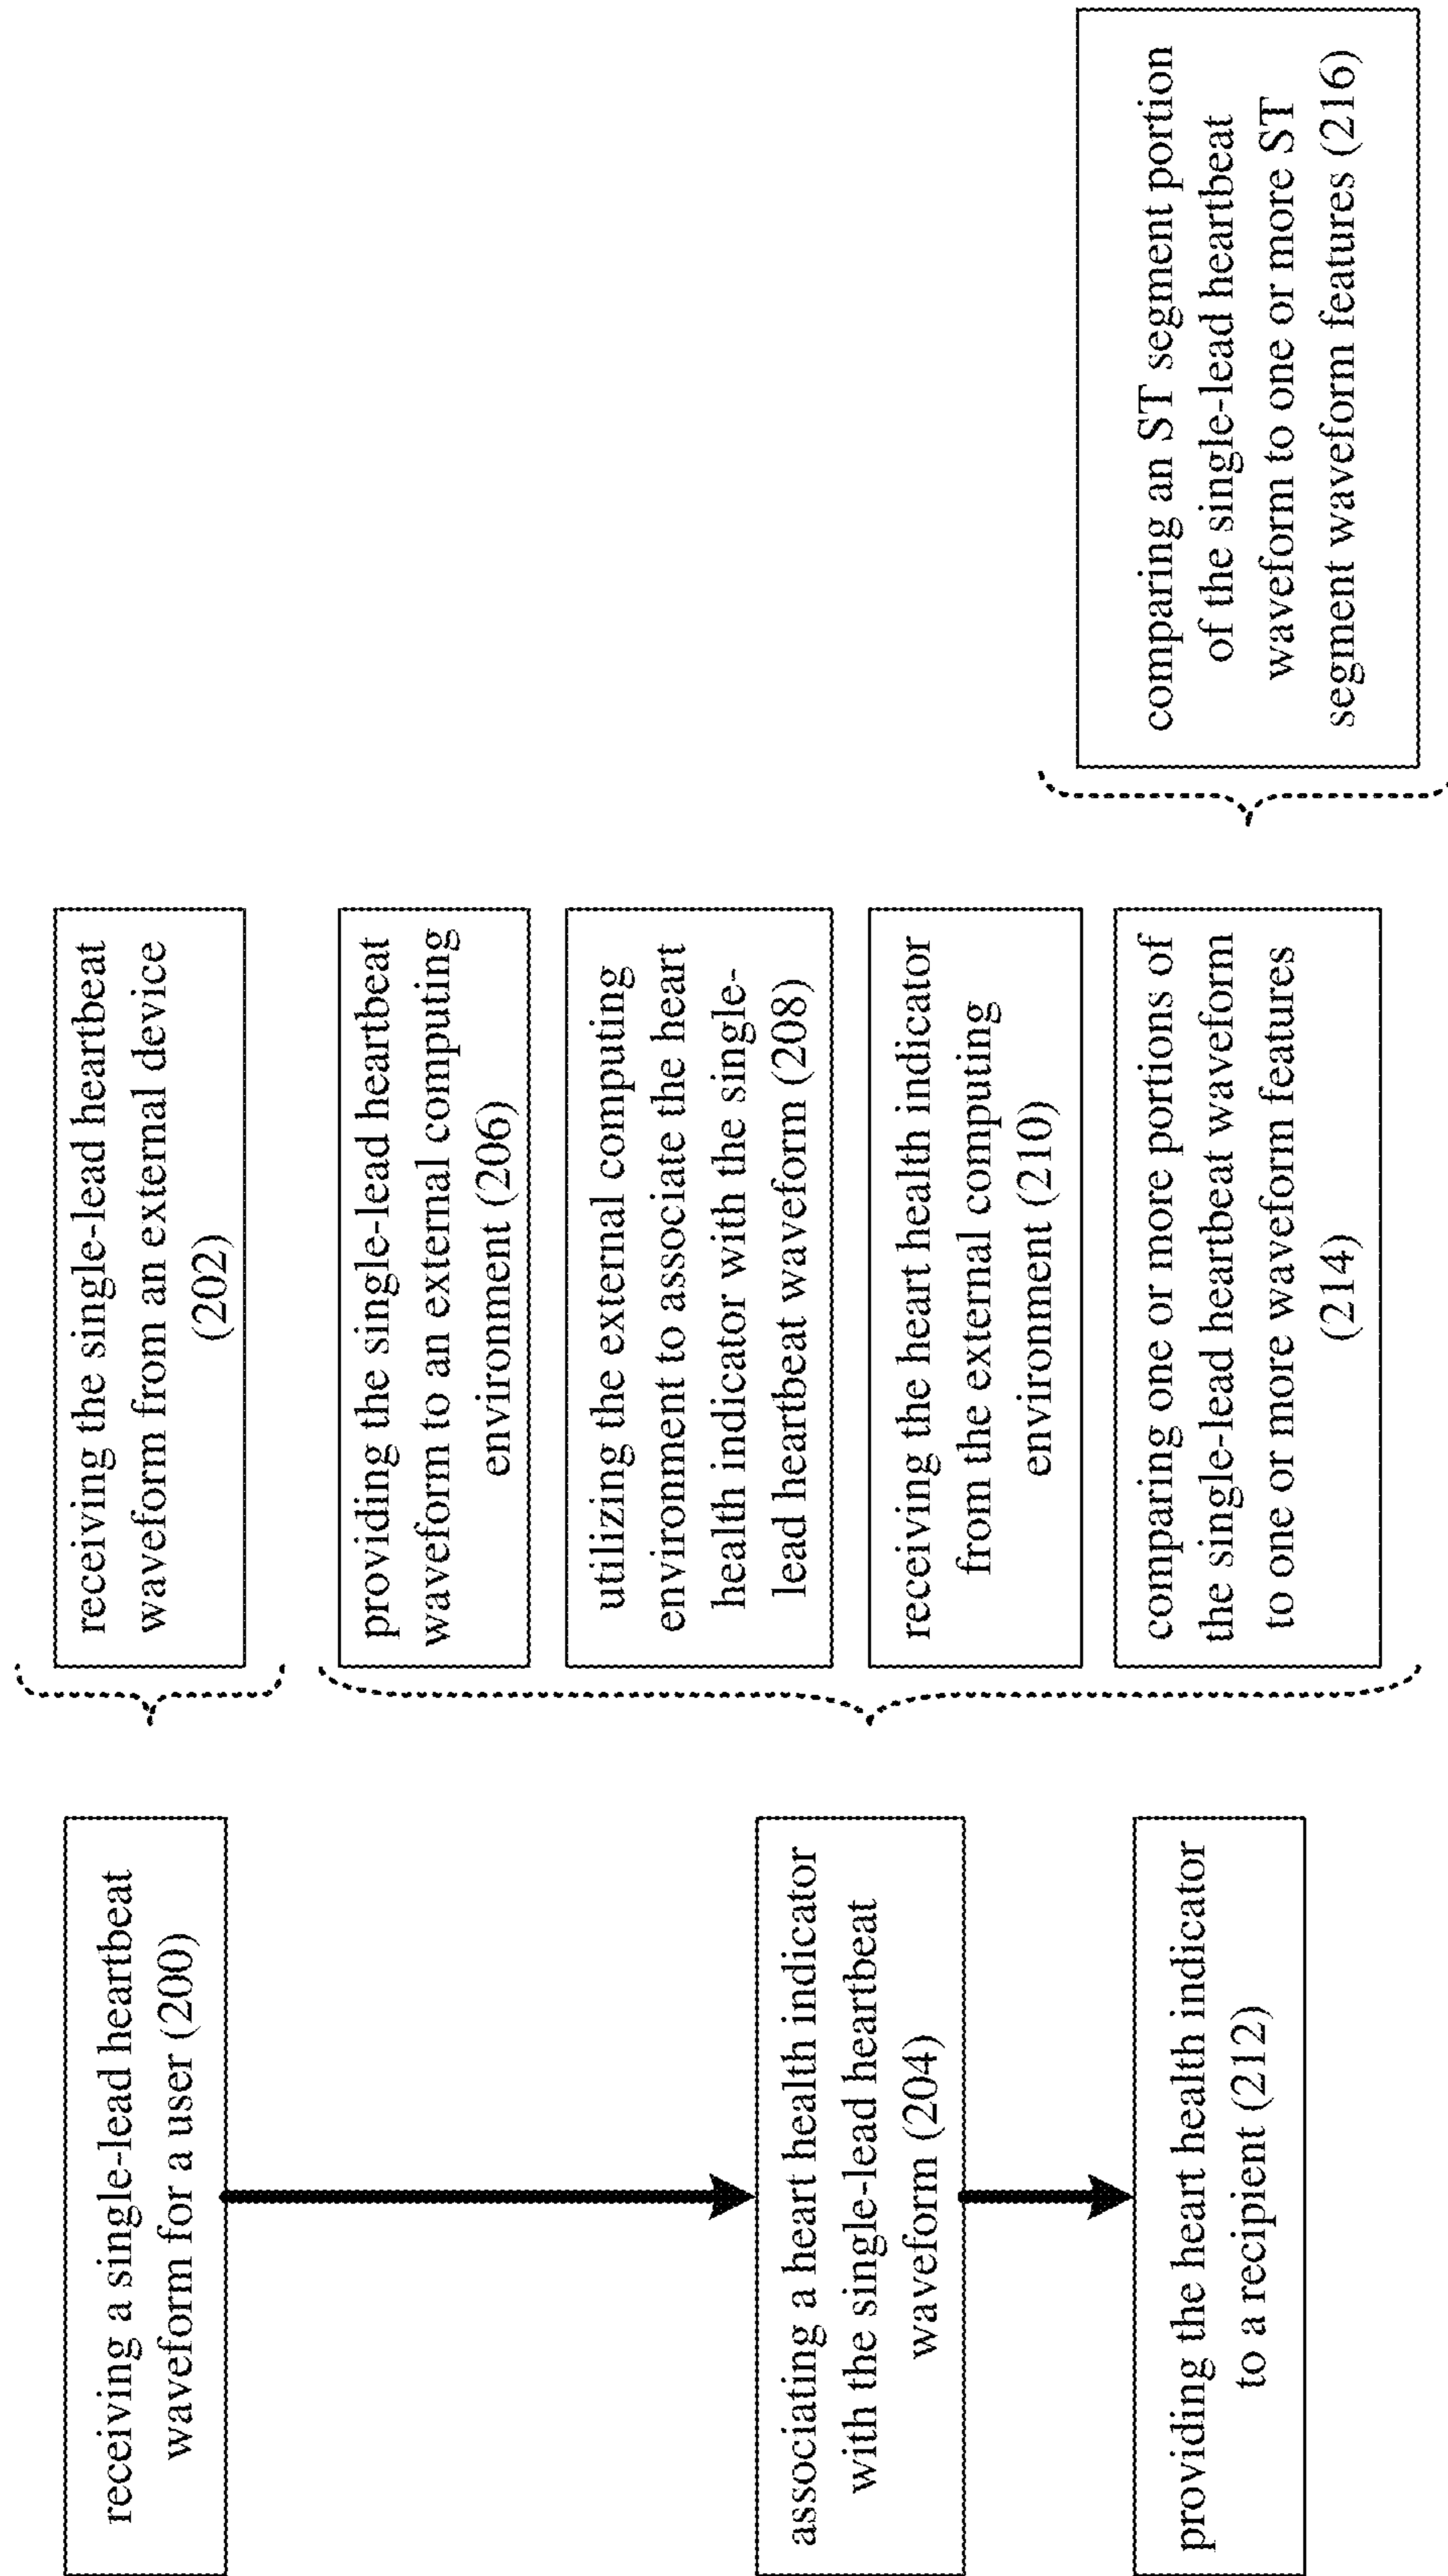 receiving a single-lead heartbeat
waveform for a user (200)
receiving the single-lead heartbeat
waveform from an external device
(202)
associating a heart health indicator
with the single-lead heartbeat
waveform (204)
providing the single-lead heartbeat
waveform to an external computing
environment (206)
utilizing the external computing
environment to associate the heart
health indicator with the single-
lead heartbeat waveform (208)
receiving the heart health indicator
from the external computing
environment (210)
comparing one or more portions of
the single-lead heartbeat waveform
to one or more waveform features
(214)
comparing an ST segment portion
of the single-lead heartbeat
waveform to one or more ST
segment waveform features (216)
providing the heart health indicator
to a recipient (212)